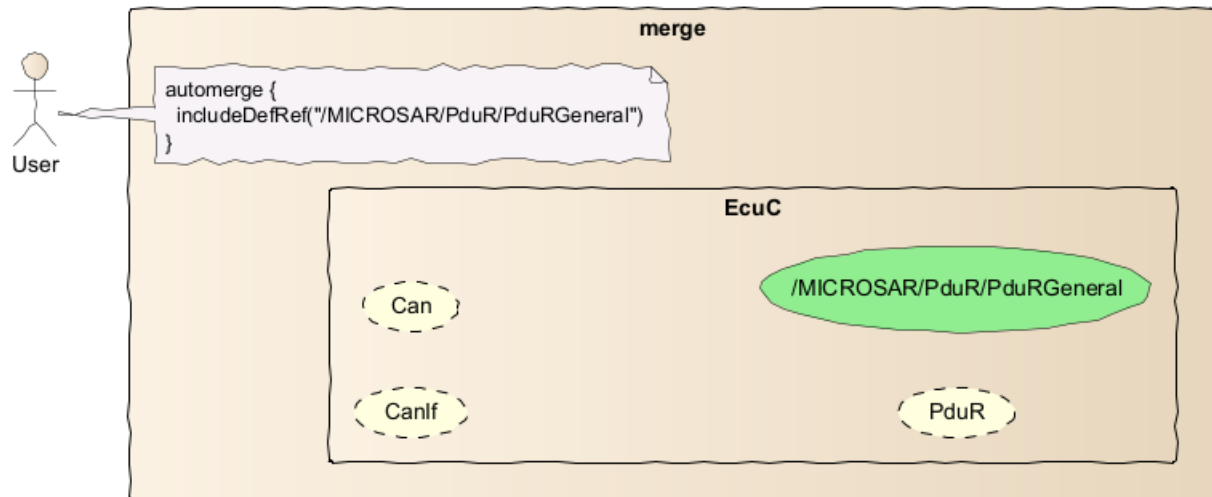 merge
automerge {
includeDefRef("/MICROSAR/PduR/PduRGeneral")
}
User
EcuC
/MICROSAR/PduR/PduRGeneral
Can
CanIf
PduR